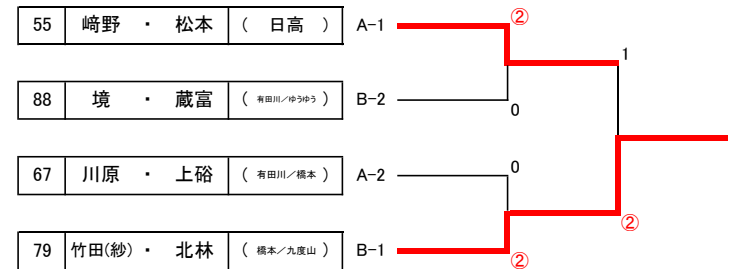 55 﨑野 ・ 松本 ( 日高 ) A-1 ②
1
88 境 ・ 蔵富 ( 有田川/ゆうゆう ) B-2 0
67 川原 ・ 上硲 ( 有田川/橋本 ) A-2 0
②
79 竹田(紗) ・ 北林 ( 橋本/九度山 ) B-1 ②